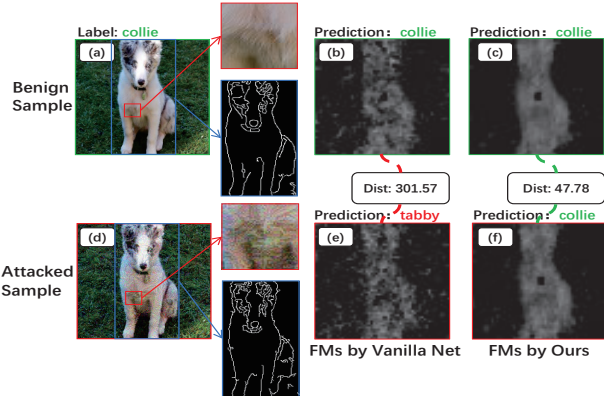 Label: collie
Prediction: collie
Prediction: collie
(a)
(b)
(c)
Benign
Sample
Dist: 301.57
Dist: 47.78
Prediction: tabby
Prediction: collie
(d)
(e)
(f)
Attacked
Sample
FMs by Vanilla Net
FMs by Ours